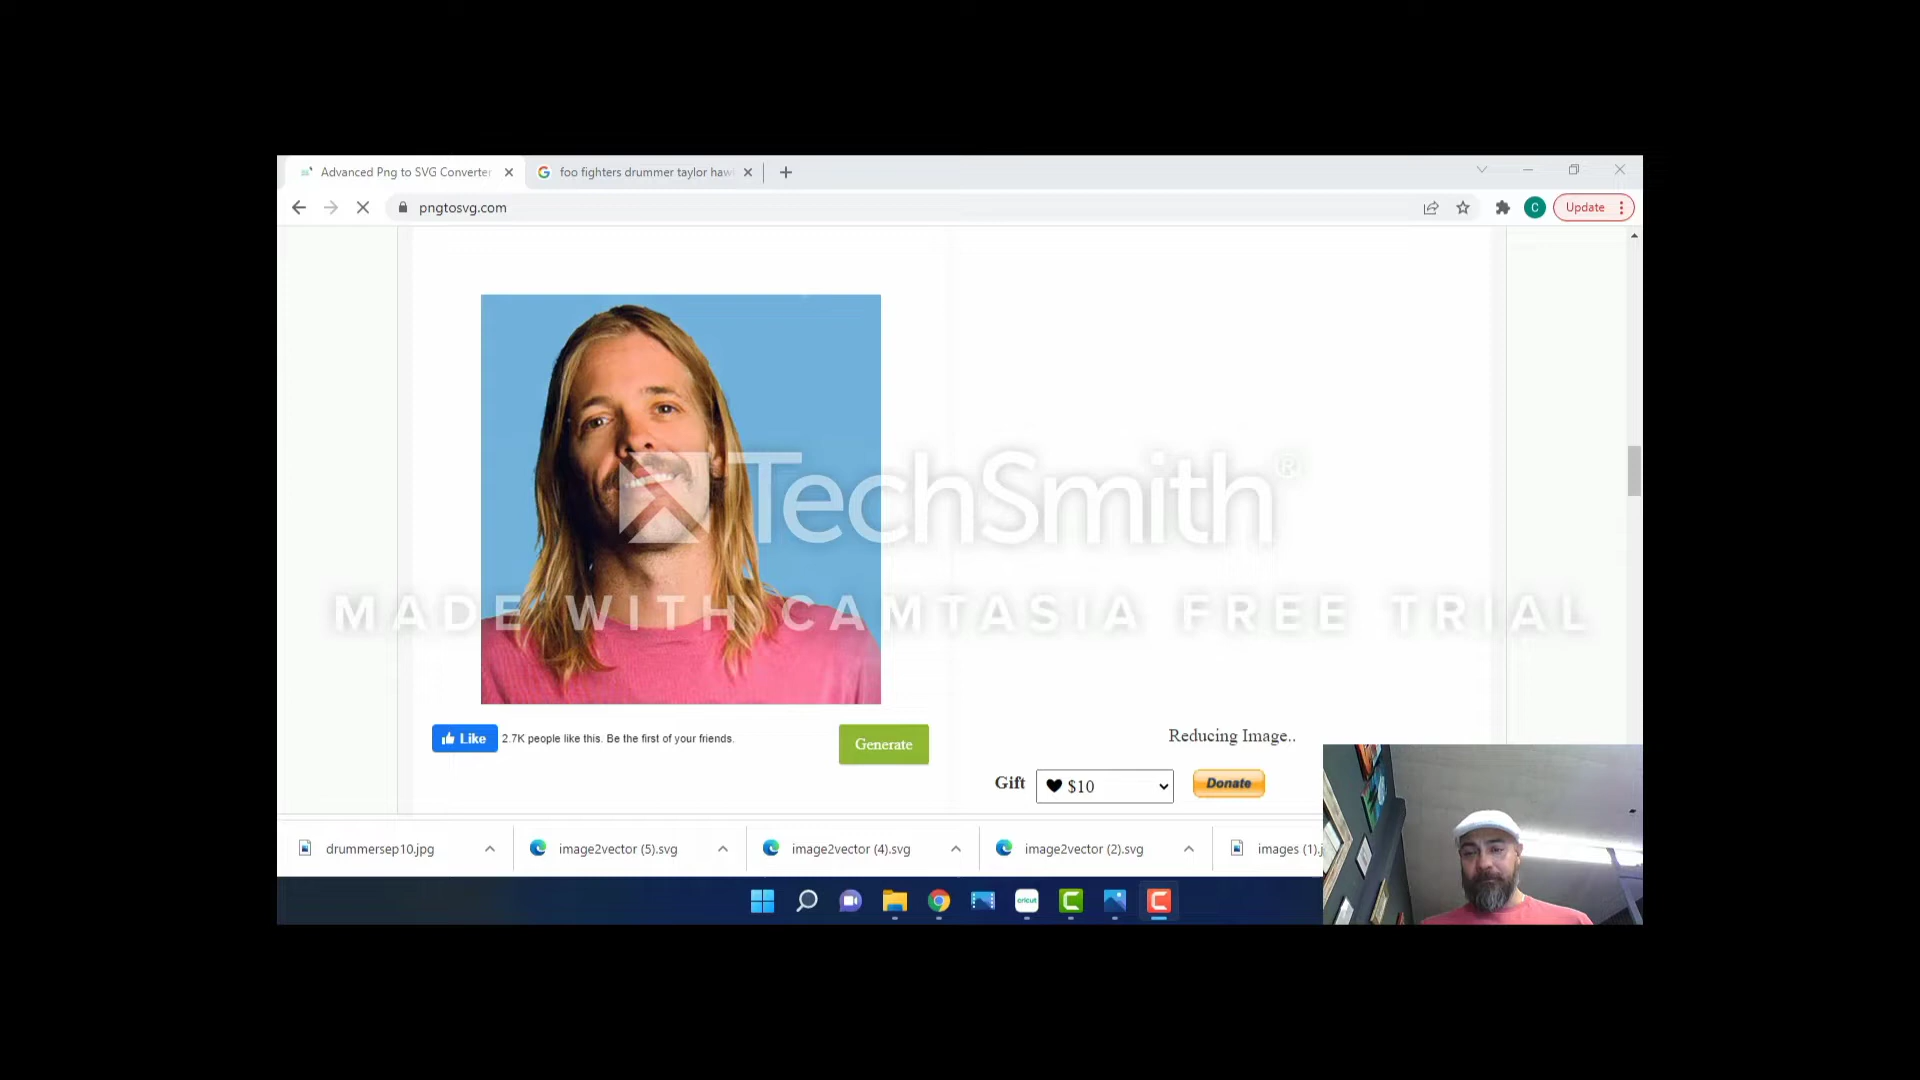 Advanced Png to SVG Converter
foo fighters drummer taylor haw
pngtosvg.com
C
Update
TechSmith®
MADE WITH CAMTASIA FREE TRIAL
Like
2.7K people like this. Be the first of your friends.
Generate
Reducing Image..
Gift
$10
Donate
drummersep10.jpg
image2vector (5).svg
image2vector (4).svg
image2vector (2).svg
images (1).j
cricut